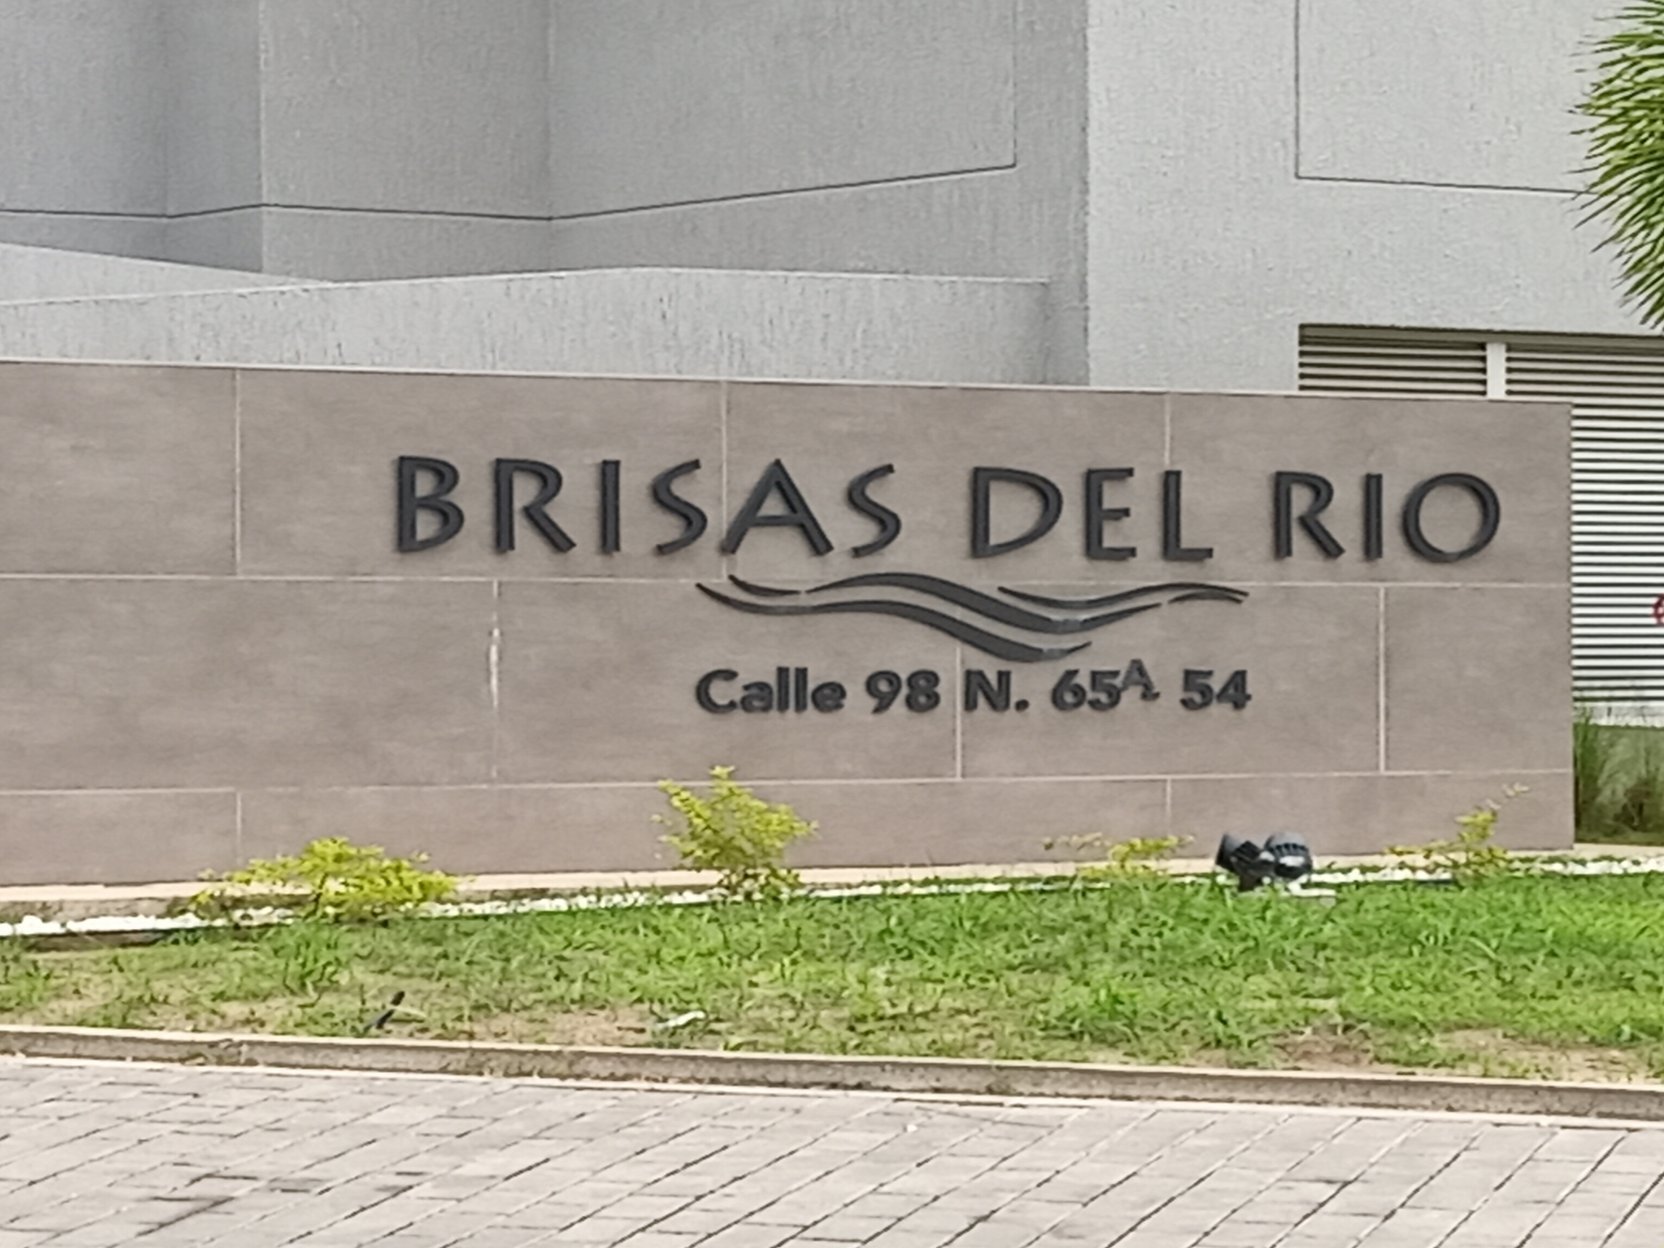 BRISAS DEL RIO
Calle 98 N. 65A 54